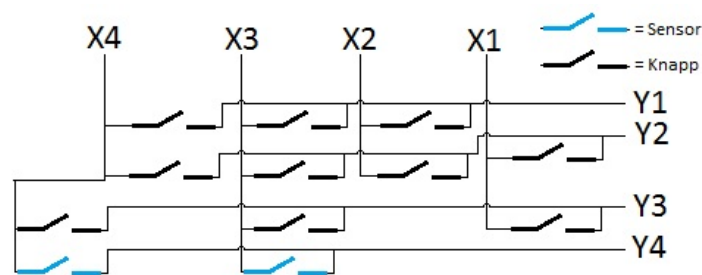 X4 X3 X2 X1
= Sensor
= Knapp
Y1
Y2
Y3
Y4